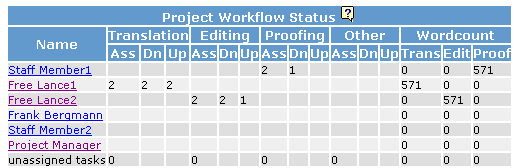 Project Workflow Status ?
Name Translation Editing Proofing Other Wordcount
Ass Dn Up Ass Dn Up Ass Dn Up Ass Dn Up Trans Edit Proof
Staff Member1 2 1 0 0 571
Free Lance1 2 2 2 571 0 0
Free Lance2 2 2 1 0 571 0
Frank Bergmann 0 0 0
Staff Member2 0 0 0
Project Manager 0 0 0
unassigned tasks 0 0 0 0 0 0 0